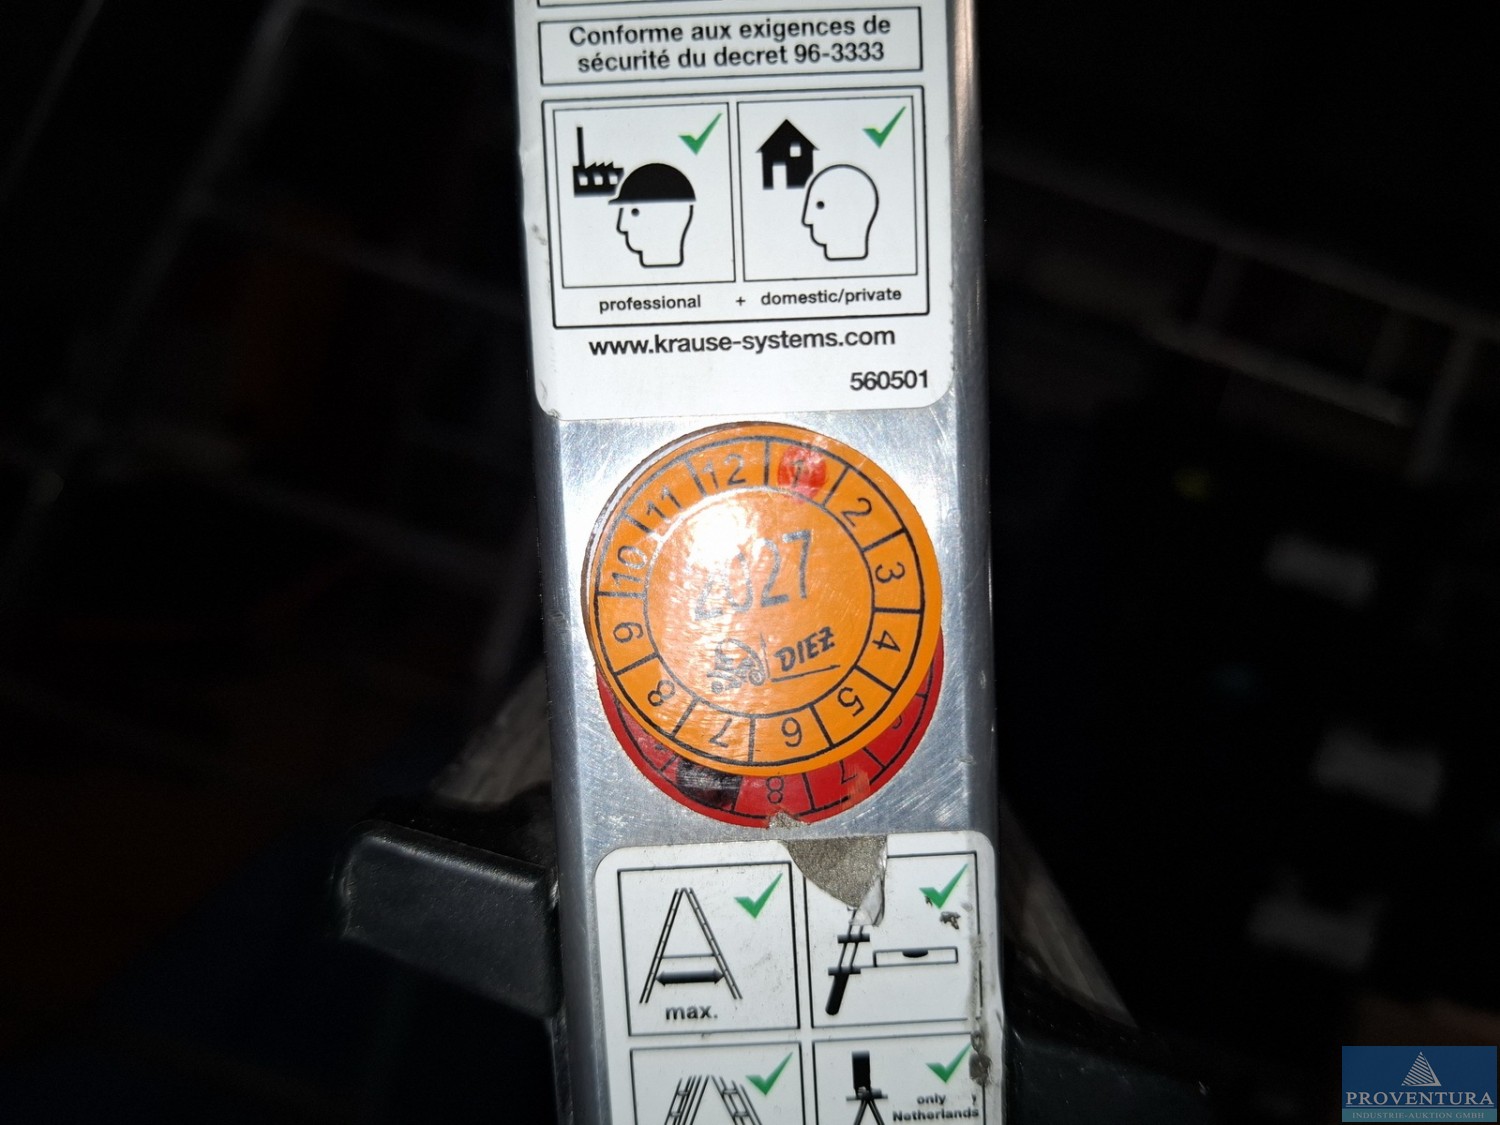 Conforme aux exigences de
sécurité du decret 96-3333
professional + domestic/private
www.krause-systems.com
560501
12 1 2 3 4 5 6 7 8 9 10 11
2027
DIEZ
7
8
max.
only
Netherlands
PROVENTURA
INDUSTRIE-AUKTION GMBH